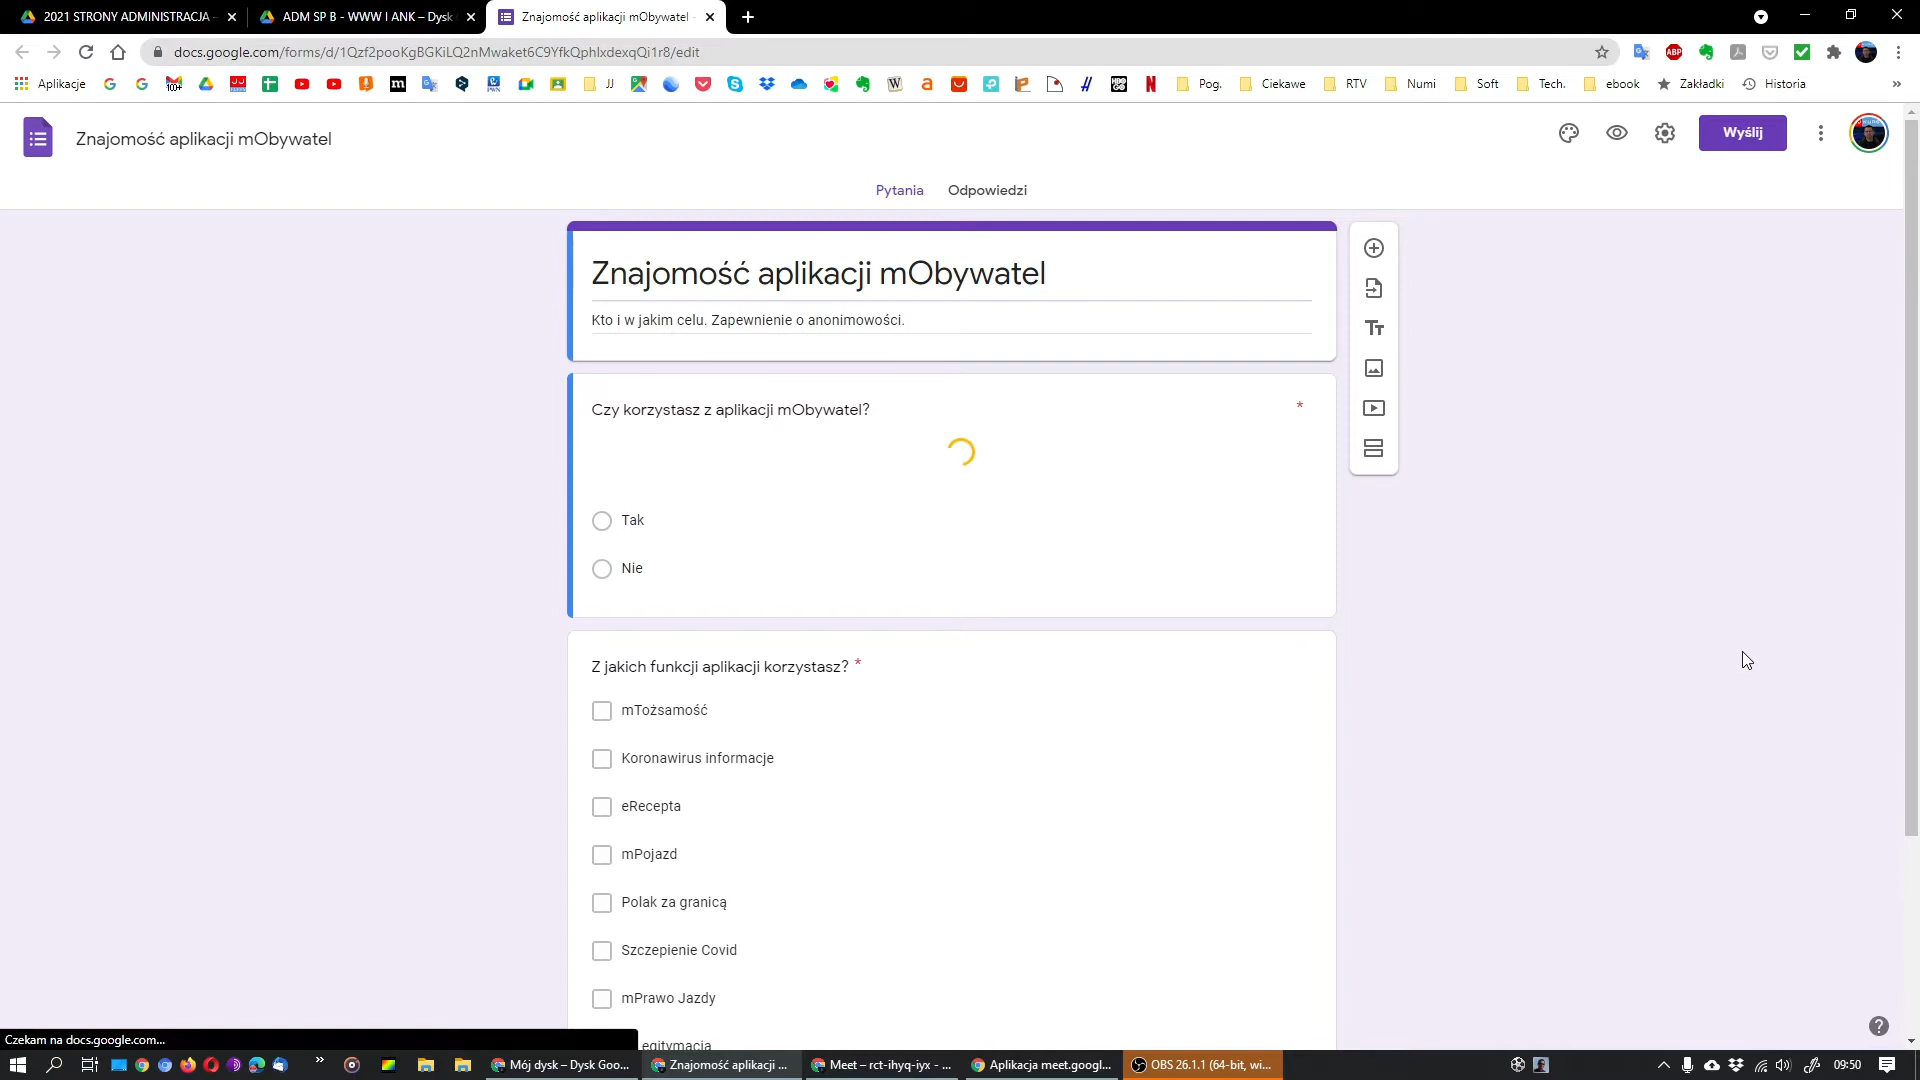 2021 STRONY ADMINISTRACJA
ADM SP B - WWW I ANK – Dysk
Znajomość aplikacji mObywatel -
docs.google.com/forms/d/1Qzf2pooKgBGKiLQ2nMwaket6C9YfkQphlxdexqQi1r8/edit
Aplikacje
JJ
Pog.
Ciekawe
RTV
Numi
Soft
Tech.
ebook
Zakładki
Historia
Znajomość aplikacji mObywatel
Wyślij
Pytania
Odpowiedzi
Znajomość aplikacji mObywatel
Kto i w jakim celu. Zapewnienie o anonimowości.
Czy korzystasz z aplikacji mObywatel? *
Tak
Nie
Z jakich funkcji aplikacji korzystasz? *
mTożsamość
Koronawirus informacje
eRecepta
mPojazd
Polak za granicą
Szczepienie Covid
mPrawo Jazdy
egitymacja
Czekam na docs.google.com...
Mój dysk – Dysk Goo...
Znajomość aplikacji ...
Meet – rct-ihyq-iyx - ...
Aplikacja meet.googl...
OBS 26.1.1 (64-bit, wi...
09:50